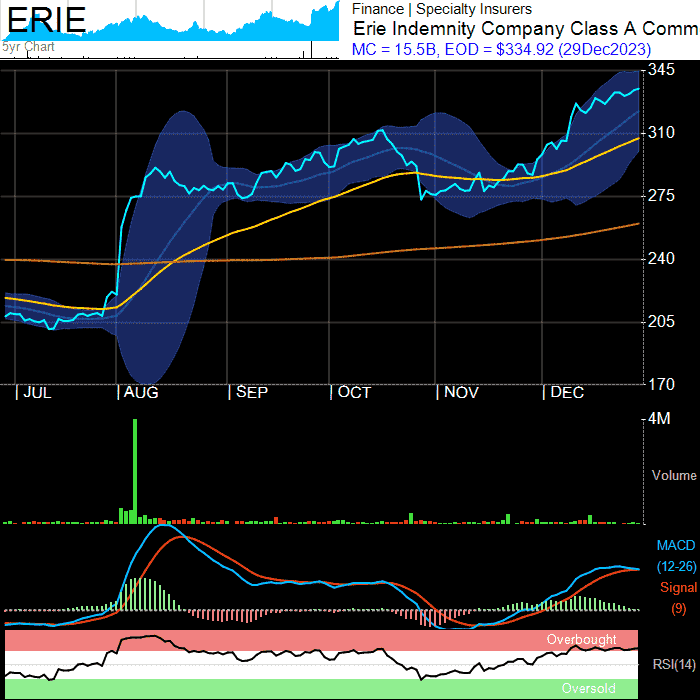 ERIE
5yr Chart
Finance | Specialty Insurers
Erie Indemnity Company Class A Comm
MC = 15.5B, EOD = $334.92 (29Dec2023)
345
310
275
240
205
170
| JUL | AUG | SEP | OCT | NOV | DEC
4M
Volume
MACD
(12-26)
Signal
(9)
Overbought
RSI(14)
Oversold